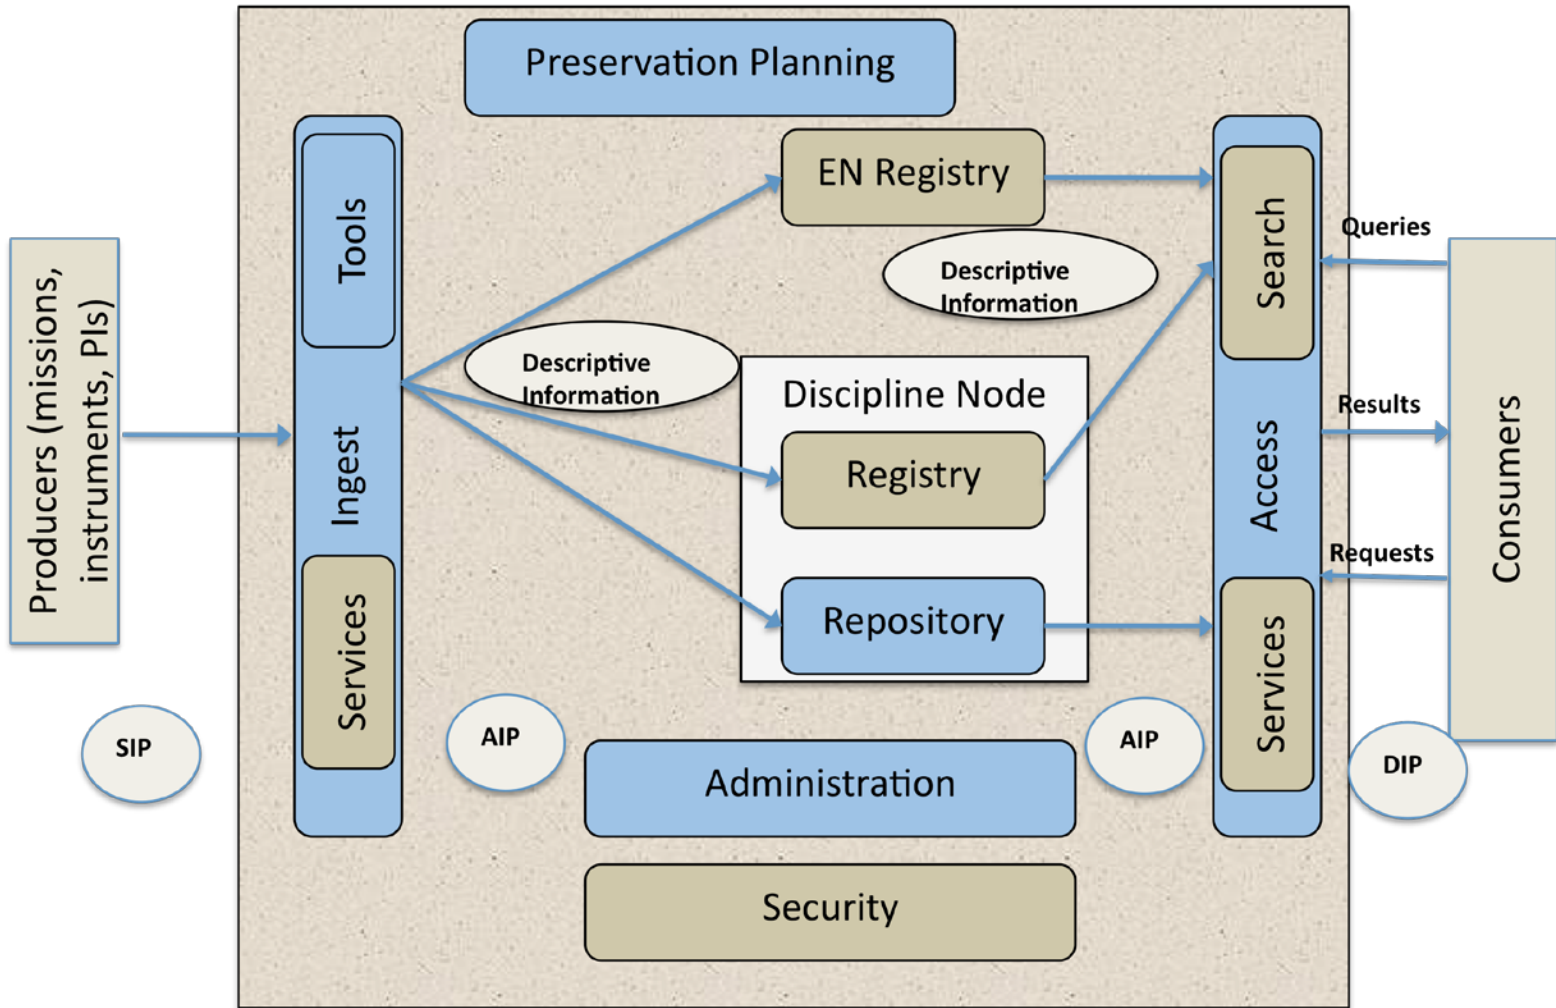 Preservation Planning
EN Registry
Tools
Search
Queries
Descriptive
Information
Producers (missions,
instruments, PIs)
Descriptive
Information
Discipline Node
Results
Ingest
Registry
Access
Consumers
Requests
Services
Repository
Services
SIP
AIP
AIP
DIP
Administration
Security